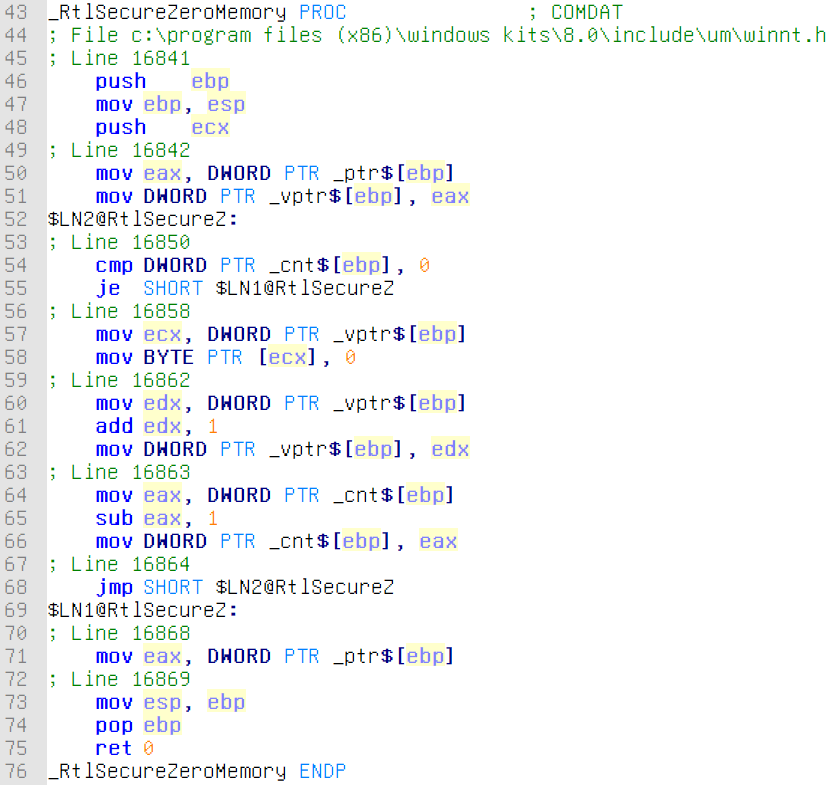 43 _RtlSecureZeroMemory PROC ; COMDAT
44 ; File c:\program files (x86)\windows kits\8.0\include\um\winnt.h
45 ; Line 16841
46 push ebp
47 mov ebp, esp
48 push ecx
49 ; Line 16842
50 mov eax, DWORD PTR _ptr$[ebp]
51 mov DWORD PTR _vptr$[ebp], eax
52 $LN2@RtlSecureZ:
53 ; Line 16850
54 cmp DWORD PTR _cnt$[ebp], 0
55 je SHORT $LN1@RtlSecureZ
56 ; Line 16858
57 mov ecx, DWORD PTR _vptr$[ebp]
58 mov BYTE PTR [ecx], 0
59 ; Line 16862
60 mov edx, DWORD PTR _vptr$[ebp]
61 add edx, 1
62 mov DWORD PTR _vptr$[ebp], edx
63 ; Line 16863
64 mov eax, DWORD PTR _cnt$[ebp]
65 sub eax, 1
66 mov DWORD PTR _cnt$[ebp], eax
67 ; Line 16864
68 jmp SHORT $LN2@RtlSecureZ
69 $LN1@RtlSecureZ:
70 ; Line 16868
71 mov eax, DWORD PTR _ptr$[ebp]
72 ; Line 16869
73 mov esp, ebp
74 pop ebp
75 ret 0
76 _RtlSecureZeroMemory ENDP